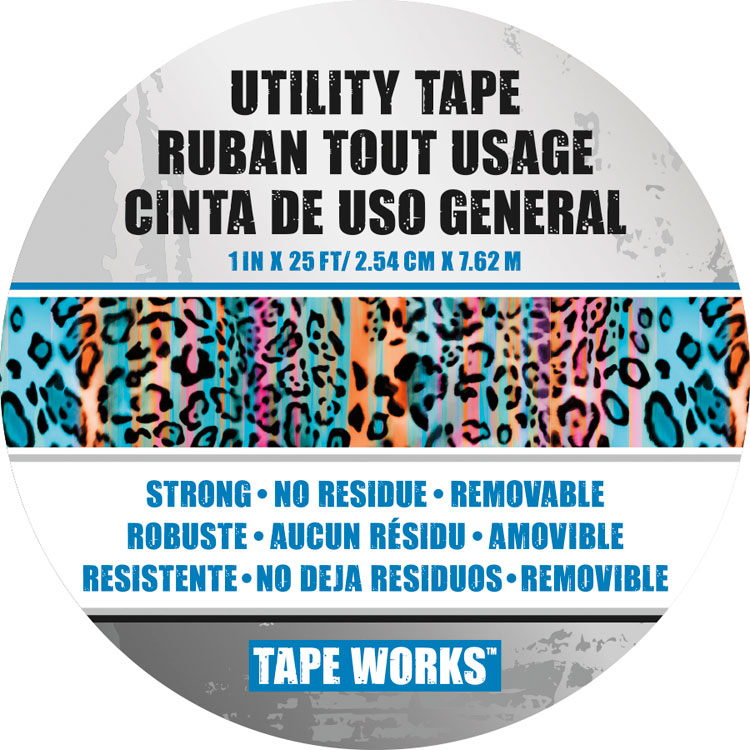 UTILITY TAPE
RUBAN TOUT USAGE
CINTA DE USO GENERAL
1 IN X 25 FT/ 2.54 CM X 7.62 M
STRONG • NO RESIDUE • REMOVABLE
ROBUSTE • AUCUN RÉSIDU • AMOVIBLE
RESISTENTE • NO DEJA RESIDUOS • REMOVIBLE
TAPE WORKS™